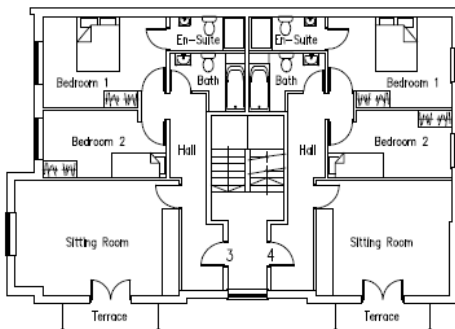 En-Suite En-Suite
Bedroom 1 Bath Bath Bedroom 1
Bedroom 2 Hall Hall Bedroom 2
Sitting Room 3 4 Sitting Room
Terrace Terrace